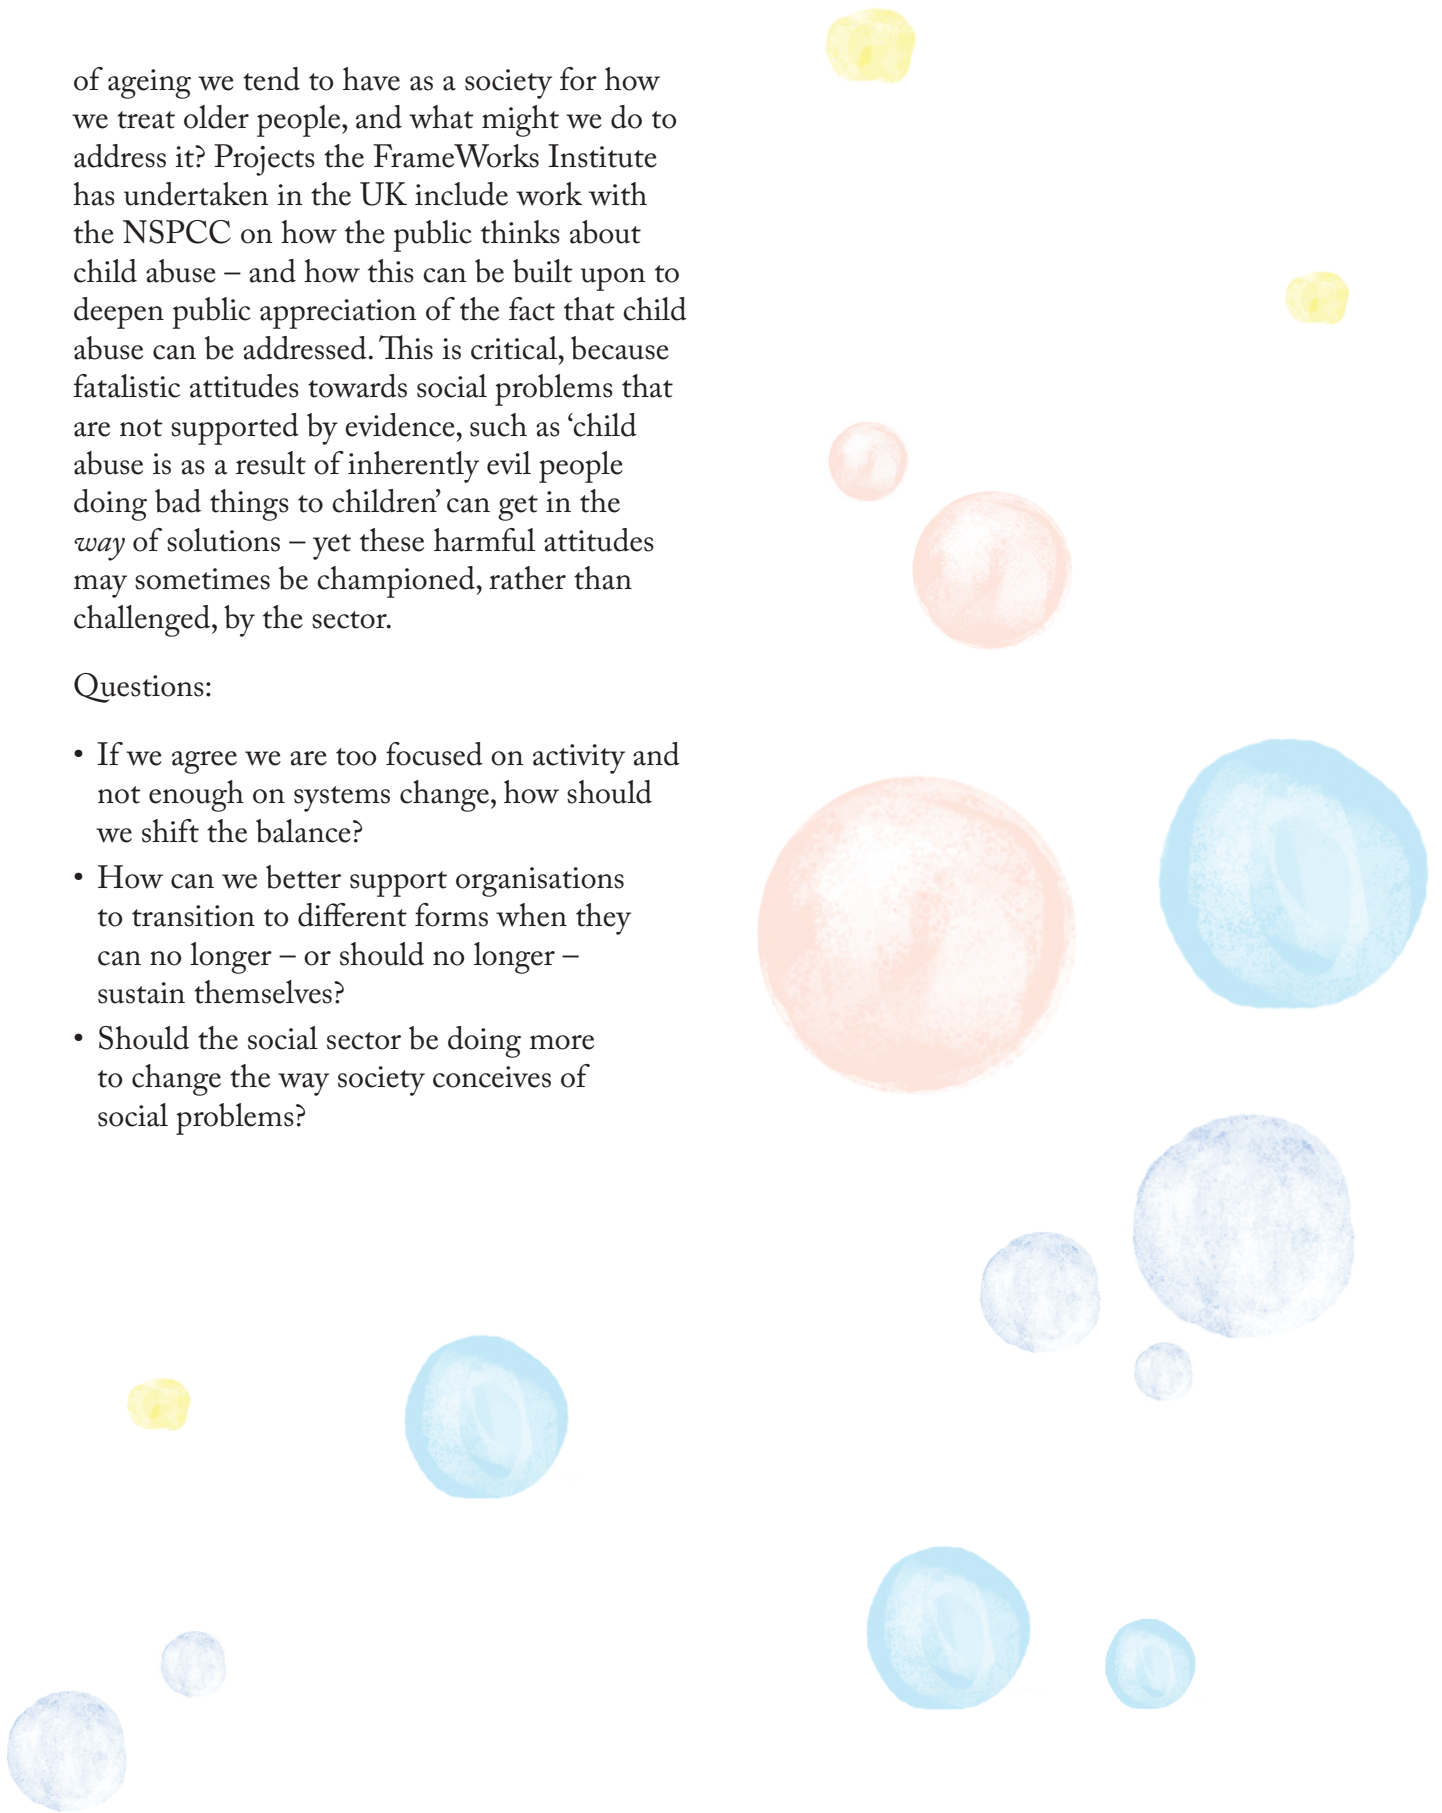 of ageing we tend to have as a society for how
we treat older people, and what might we do to
address it? Projects the FrameWorks Institute
has undertaken in the UK include work with
the NSPCC on how the public thinks about
child abuse – and how this can be built upon to
deepen public appreciation of the fact that child
abuse can be addressed. This is critical, because
fatalistic attitudes towards social problems that
are not supported by evidence, such as ‘child
abuse is as a result of inherently evil people
doing bad things to children’ can get in the
way of solutions – yet these harmful attitudes
may sometimes be championed, rather than
challenged, by the sector.
Questions:
• If we agree we are too focused on activity and
not enough on systems change, how should
we shift the balance?
• How can we better support organisations
to transition to different forms when they
can no longer – or should no longer –
sustain themselves?
• Should the social sector be doing more
to change the way society conceives of
social problems?